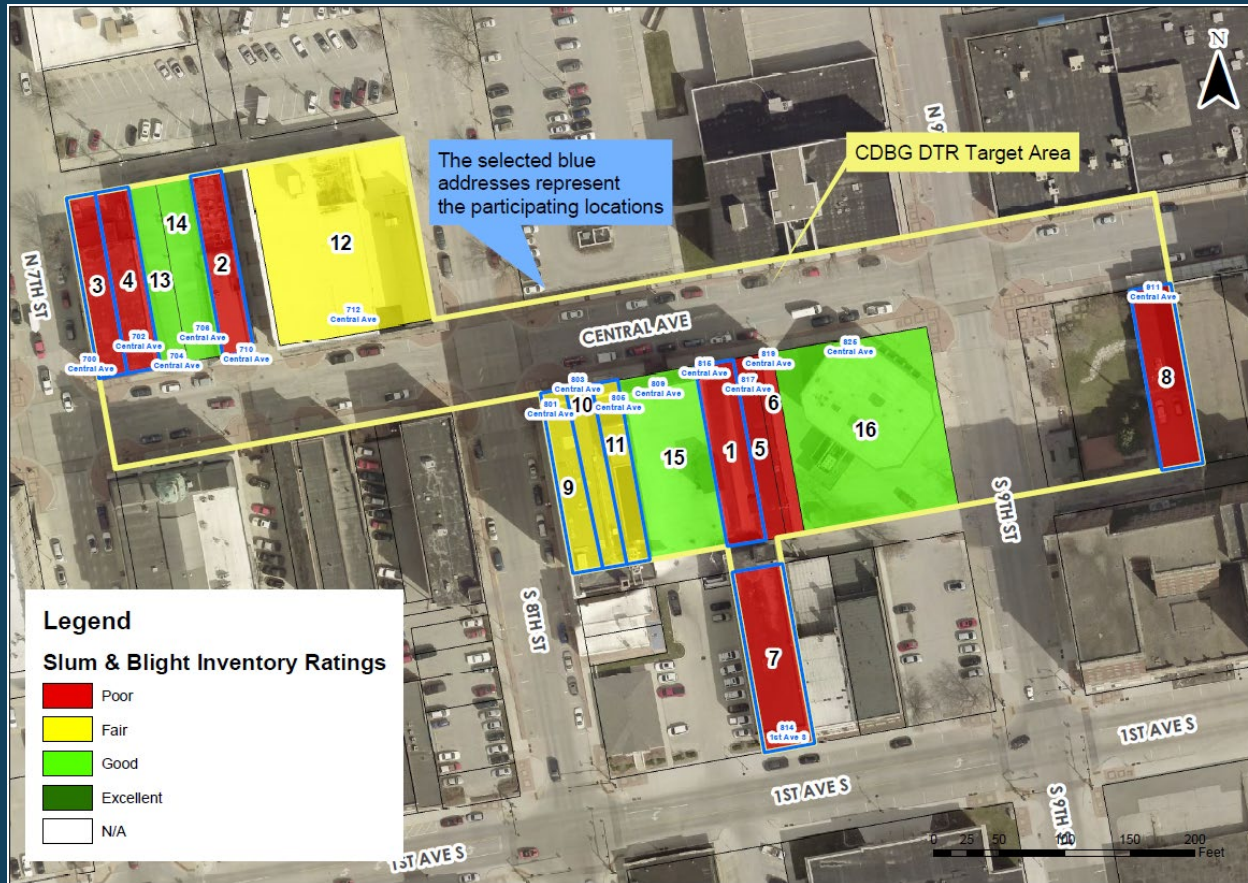 N
The selected blue
addresses represent
the participating locations
CDBG DTR Target Area
N 9
N 7TH ST
3
4
13
14
2
12
700
Central Ave
702
Central Ave
704
Central Ave
706
Central Ave
710
Central Ave
712
Central Ave
CENTRAL AVE
801
Central Ave
803
Central Ave
805
Central Ave
809
Central Ave
815
Central Ave
817
Central Ave
819
Central Ave
825
Central Ave
911
Central Ave
9
10
11
15
1
5
6
16
8
7
814
1st Ave S
S 8TH ST
S 9TH ST
S 9TH
1ST AVE S
1ST AVE S
1ST AVE S
Legend
Slum & Blight Inventory Ratings
Poor
Fair
Good
Excellent
N/A
0 25 50 100 150 200
Feet